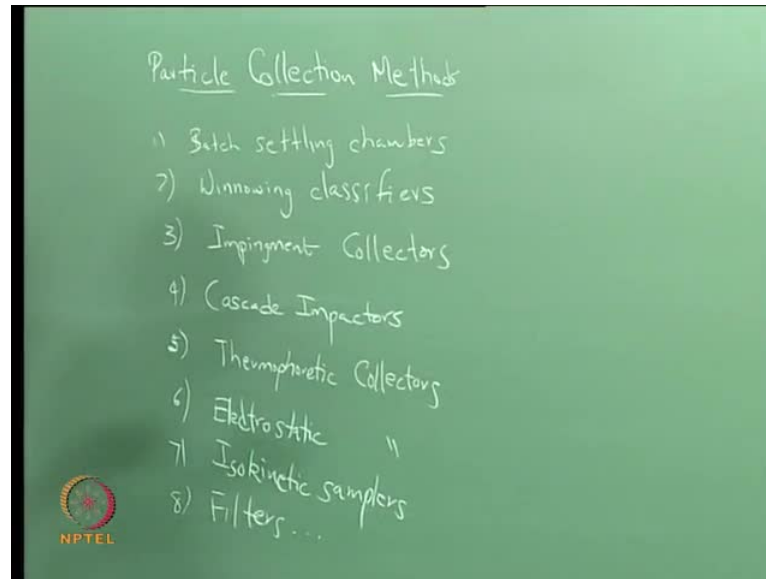 Particle Collection Methods
1) Batch settling chambers
2) Winnowing classifiers
3) Impingment Collectors
4) Cascade Impactors
5) Thermophoretic Collectors
6) Electrostatic "
7) Isokinetic samplers
8) Filters...
NPTEL